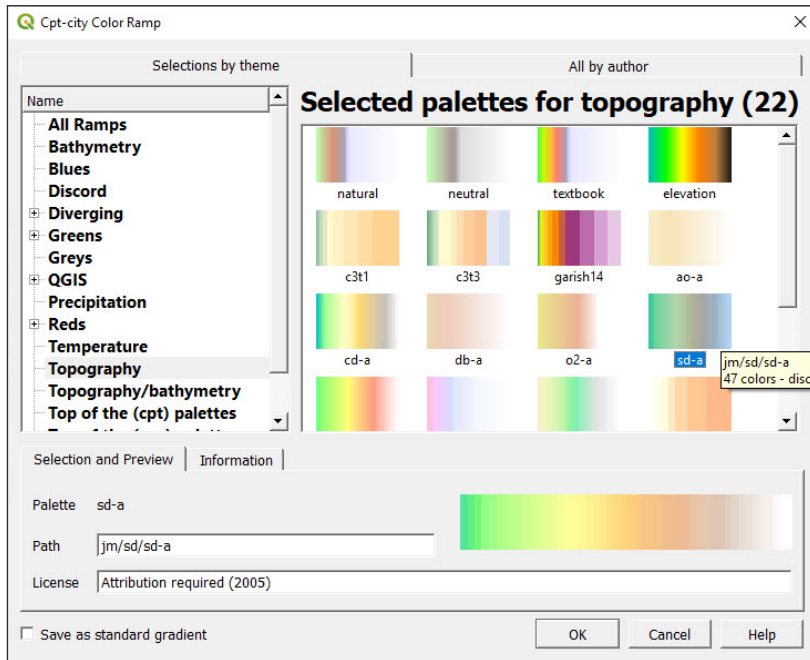 Cpt-city Color Ramp
Selections by theme
All by author
Name
All Ramps
Bathymetry
Blues
Discord
Diverging
Greens
Greys
QGIS
Precipitation
Reds
Temperature
Topography
Topography/bathymetry
Top of the (cpt) palettes
Selected palettes for topography (22)
natural neutral textbook elevation
c3t1 c3t3 garish14 ao-a
cd-a db-a o2-a sd-a
jm/sd/sd-a
47 colors - disc
Selection and Preview Information
Palette sd-a
Path jm/sd/sd-a
License Attribution required (2005)
Save as standard gradient
OK Cancel Help